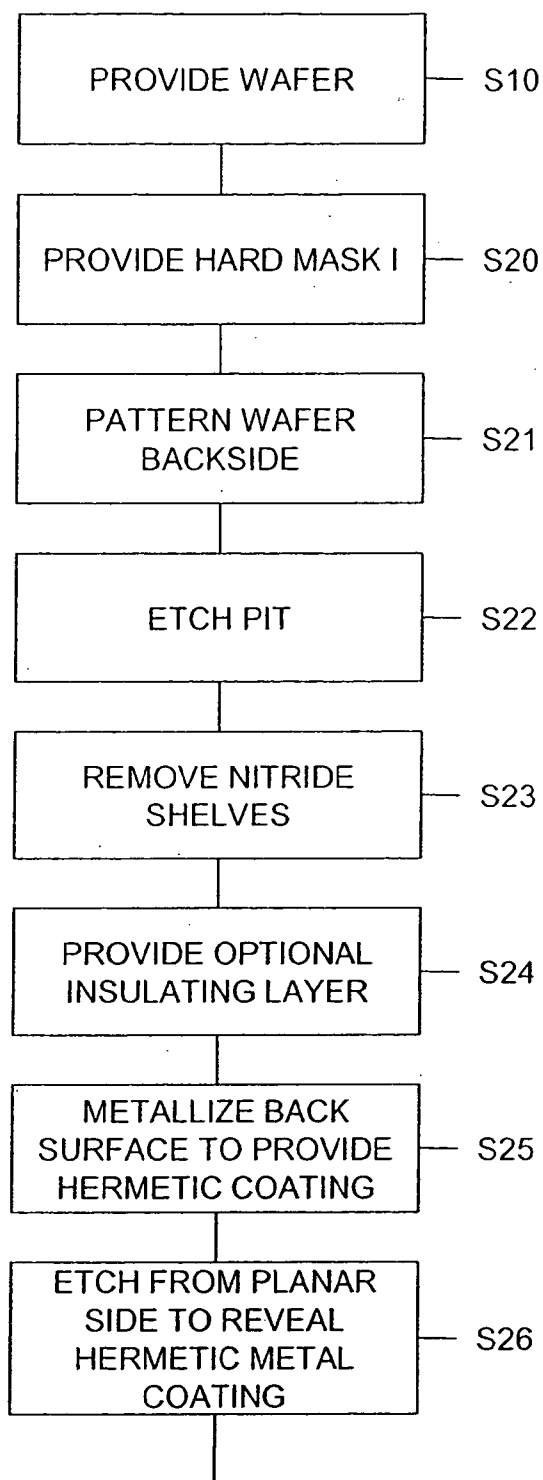 PROVIDE WAFER
S10
PROVIDE HARD MASK I
S20
PATTERN WAFER
BACKSIDE
S21
ETCH PIT
S22
REMOVE NITRIDE
SHELVES
S23
PROVIDE OPTIONAL
INSULATING LAYER
S24
METALLIZE BACK
SURFACE TO PROVIDE
HERMETIC COATING
S25
ETCH FROM PLANAR
SIDE TO REVEAL
HERMETIC METAL
COATING
S26